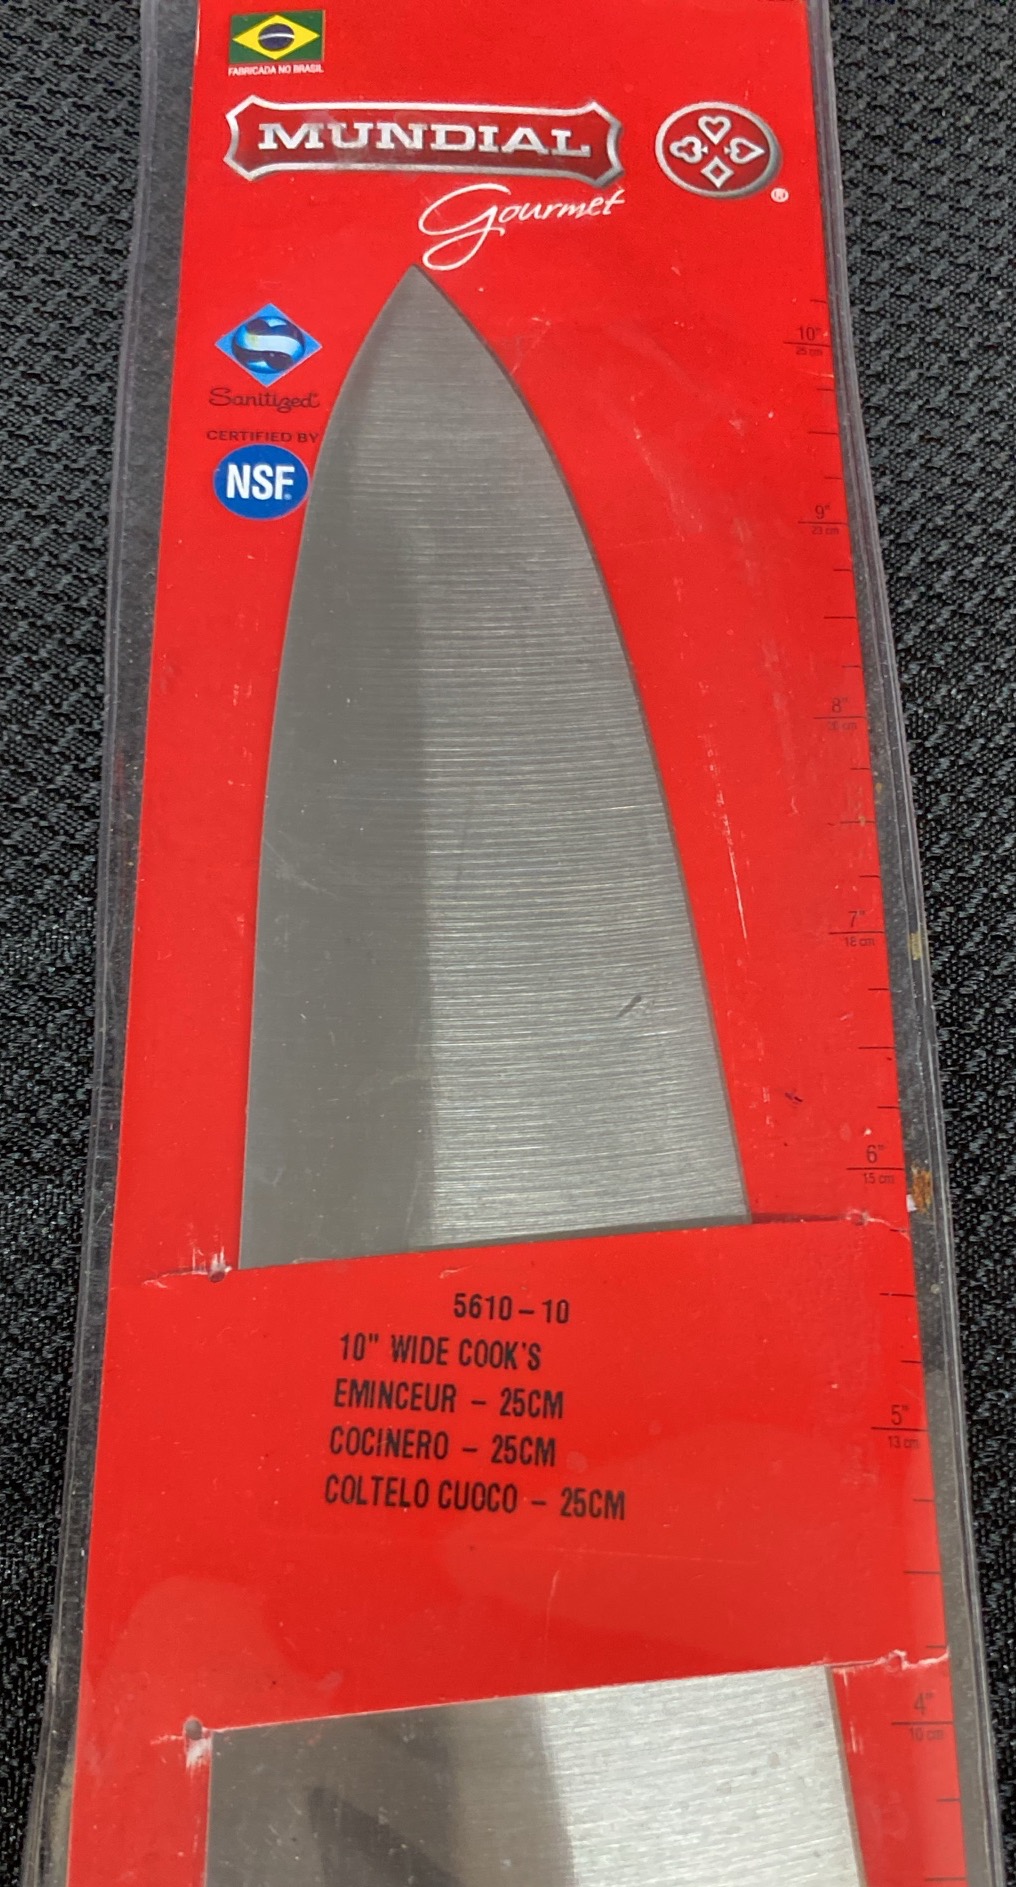 FABRICADA NO BRASIL
MUNDIAL
®
Gourmet
Sanitized®
CERTIFIED BY
NSF®
10"
25 cm
9"
23 cm
8"
20 cm
7"
18 cm
6"
15 cm
5610-10
10" WIDE COOK'S
EMINCEUR - 25CM
COCINERO - 25CM
COLTELO CUOCO - 25CM
5"
13 cm
4"
10 cm